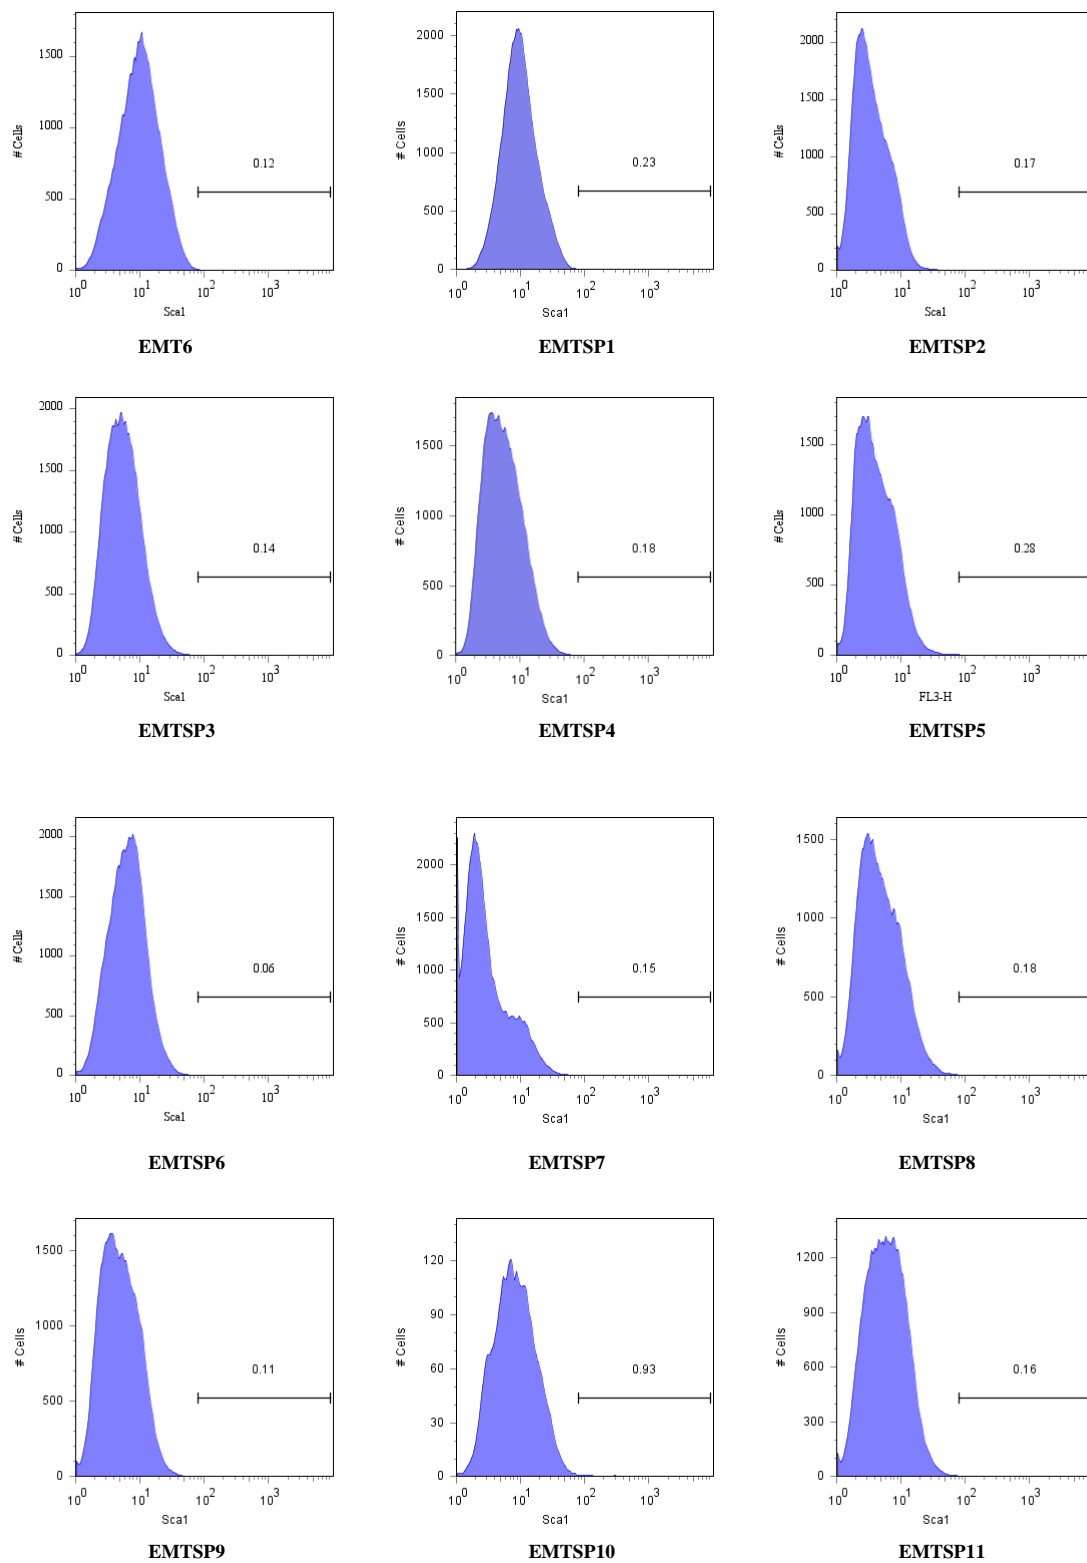 1500
1000
500
0
# Cells
0.12
10^0 10^1 10^2 10^3
Sca1
EMT6
2000
1500
1000
500
0
# Cells
0.23
10^0 10^1 10^2 10^3
Sca1
EMTSP1
2000
1500
1000
500
0
# Cells
0.17
10^0 10^1 10^2 10^3
Sca1
EMTSP2
2000
1500
1000
500
0
# Cells
0.14
10^0 10^1 10^2 10^3
Sca1
EMTSP3
1500
1000
500
0
# Cells
0.18
10^0 10^1 10^2 10^3
Sca1
EMTSP4
1500
1000
500
0
# Cells
0.28
10^0 10^1 10^2 10^3
FL3-H
EMTSP5
2000
1500
1000
500
0
# Cells
0.06
10^0 10^1 10^2 10^3
Sca1
EMTSP6
2000
1500
1000
500
0
# Cells
0.15
10^0 10^1 10^2 10^3
Sca1
EMTSP7
1500
1000
500
0
# Cells
0.18
10^0 10^1 10^2 10^3
Sca1
EMTSP8
1500
1000
500
0
# Cells
0.11
10^0 10^1 10^2 10^3
Sca1
EMTSP9
120
90
60
30
0
# Cells
0.93
10^0 10^1 10^2 10^3
Sca1
EMTSP10
1200
900
600
300
0
# Cells
0.16
10^0 10^1 10^2 10^3
Sca1
EMTSP11